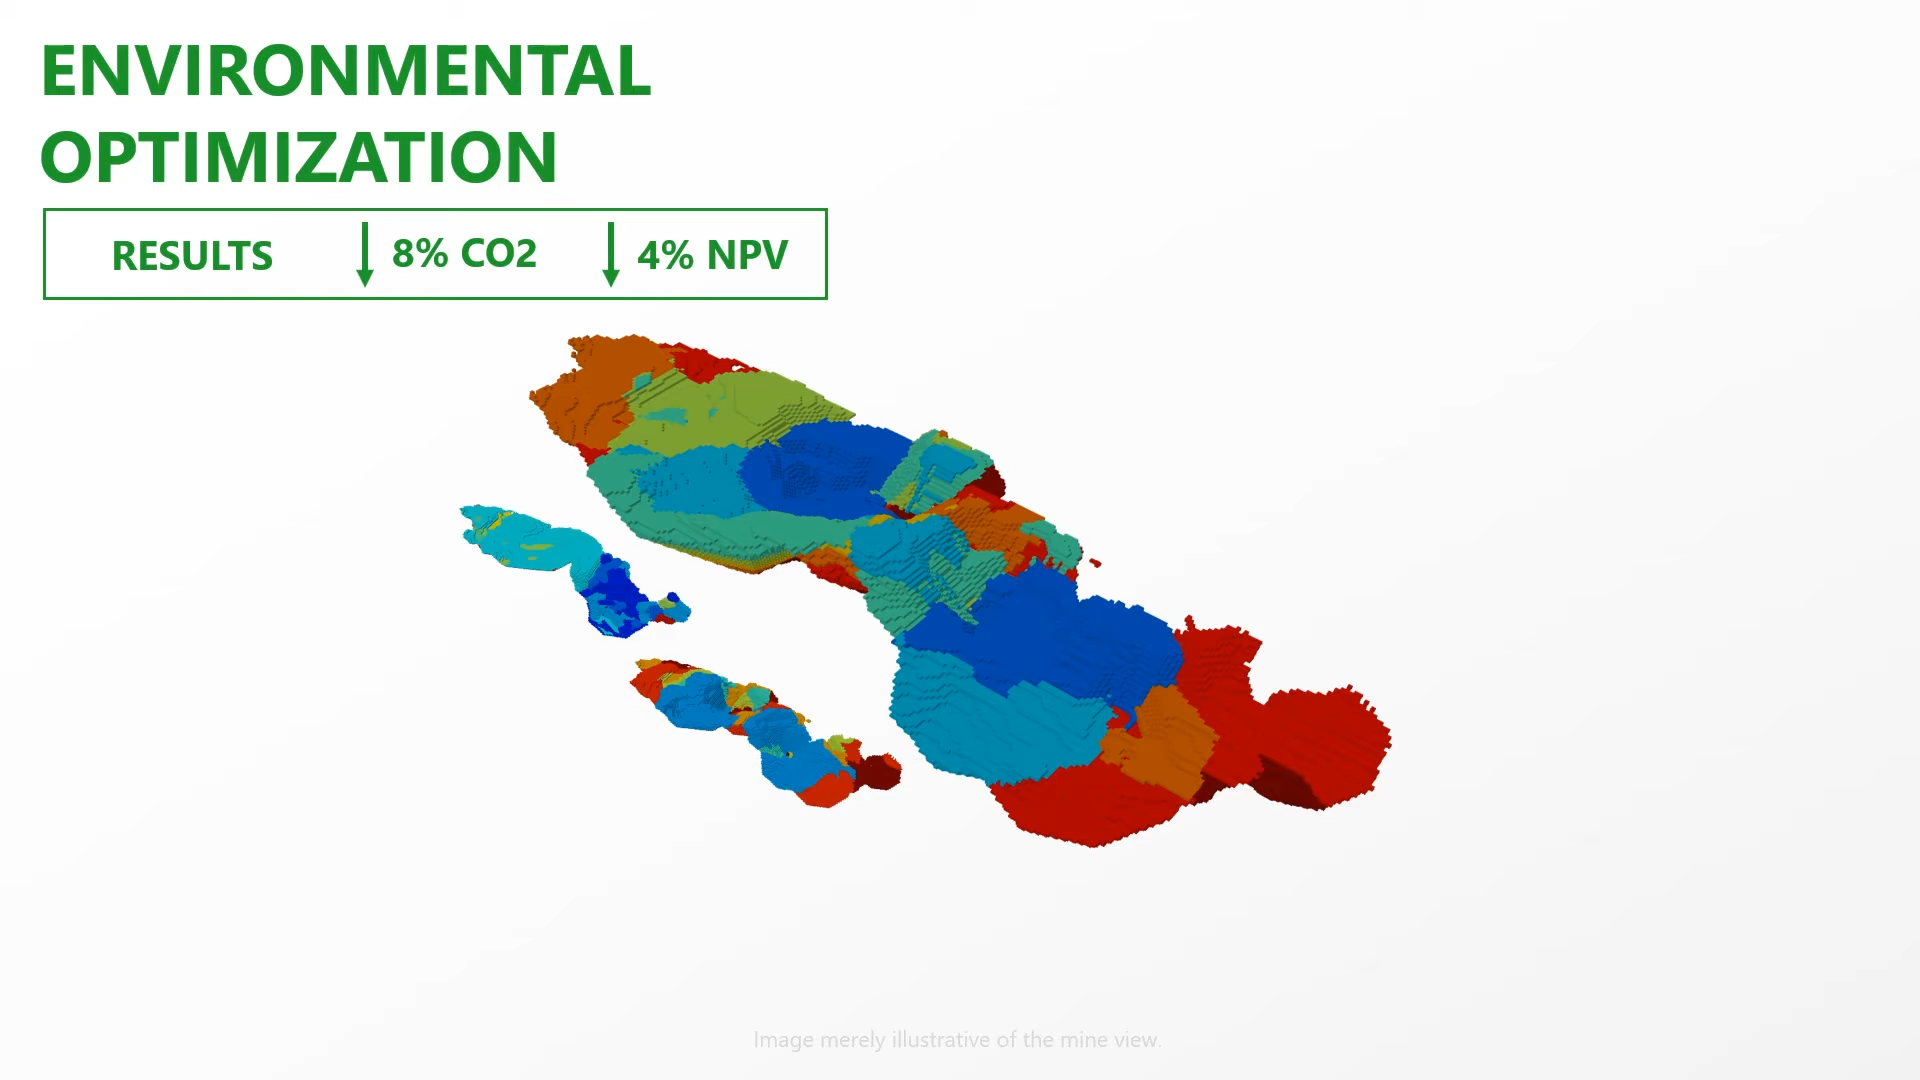 ENVIRONMENTAL
OPTIMIZATION
RESULTS 8% CO2 4% NPV
Image merely illustrative of the mine view.